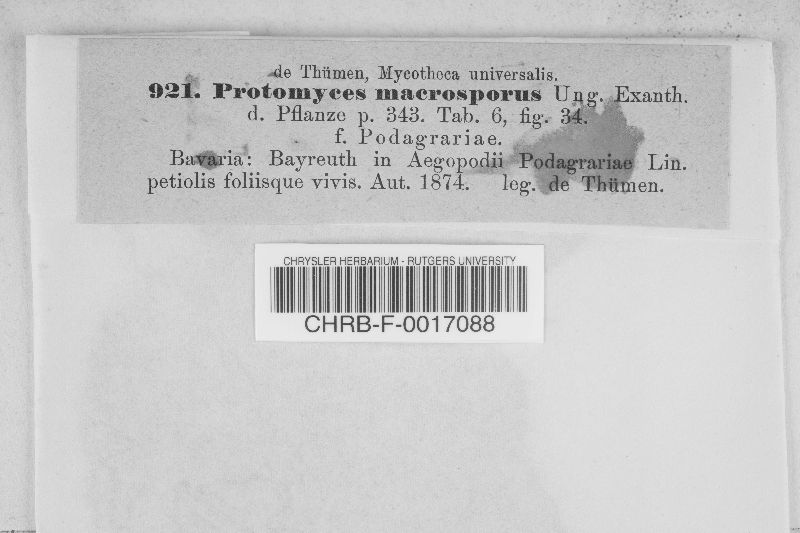 de Thümen, Mycotheca universalis.
921. Protomyces macrosporus Ung. Exanth.
d. Pflanze p. 343. Tab. 6, fig. 34.
f. Podagrariae.
Bavaria: Bayreuth in Aegopodii Podagrariae Lin.
petiolis foliisque vivis. Aut. 1874. leg. de Thümen.
CHRYSLER HERBARIUM - RUTGERS UNIVERSITY
CHRB-F-0017088